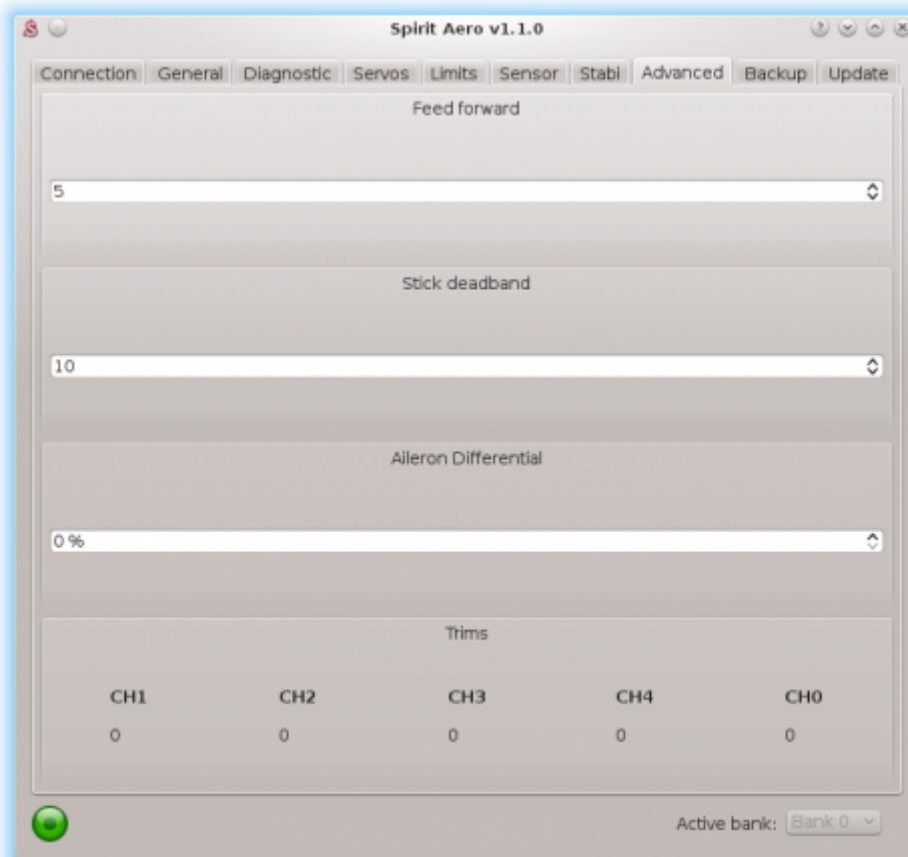 Spirit Aero v1.1.0
Connection General Diagnostic Servos Limits Sensor Stabi Advanced Backup Update
Feed forward
5
Stick deadband
10
Aileron Differential
0 %
Trims
CH1 CH2 CH3 CH4 CH0
0 0 0 0 0
Active bank: Bank 0